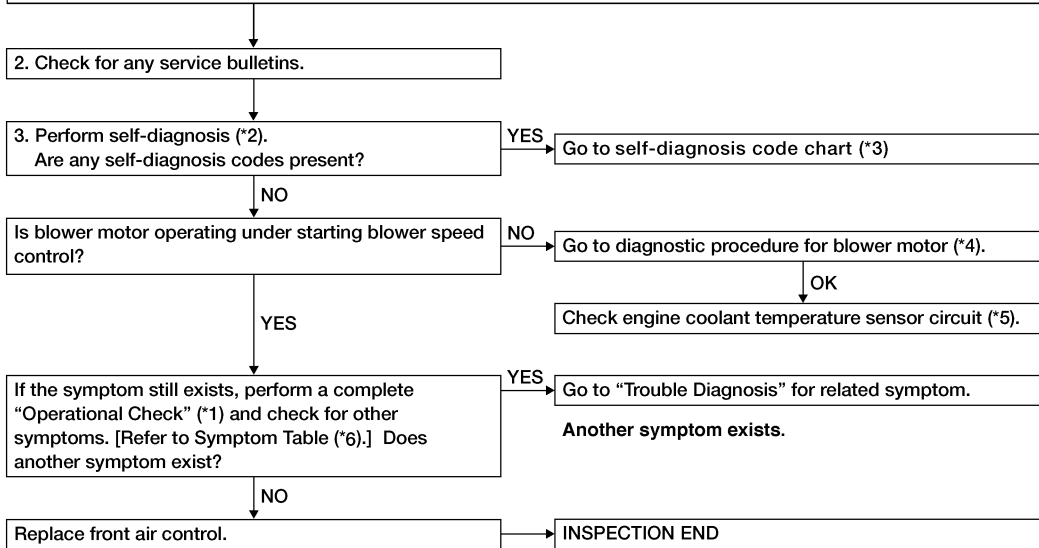 2. Check for any service bulletins.
3. Perform self-diagnosis (*2).
Are any self-diagnosis codes present?
YES
Go to self-diagnosis code chart (*3)
NO
Is blower motor operating under starting blower speed
control?
NO
Go to diagnostic procedure for blower motor (*4).
OK
Check engine coolant temperature sensor circuit (*5).
YES
If the symptom still exists, perform a complete
“Operational Check” (*1) and check for other
symptoms. [Refer to Symptom Table (*6).] Does
another symptom exist?
YES
Go to “Trouble Diagnosis” for related symptom.
Another symptom exists.
NO
Replace front air control.
INSPECTION END